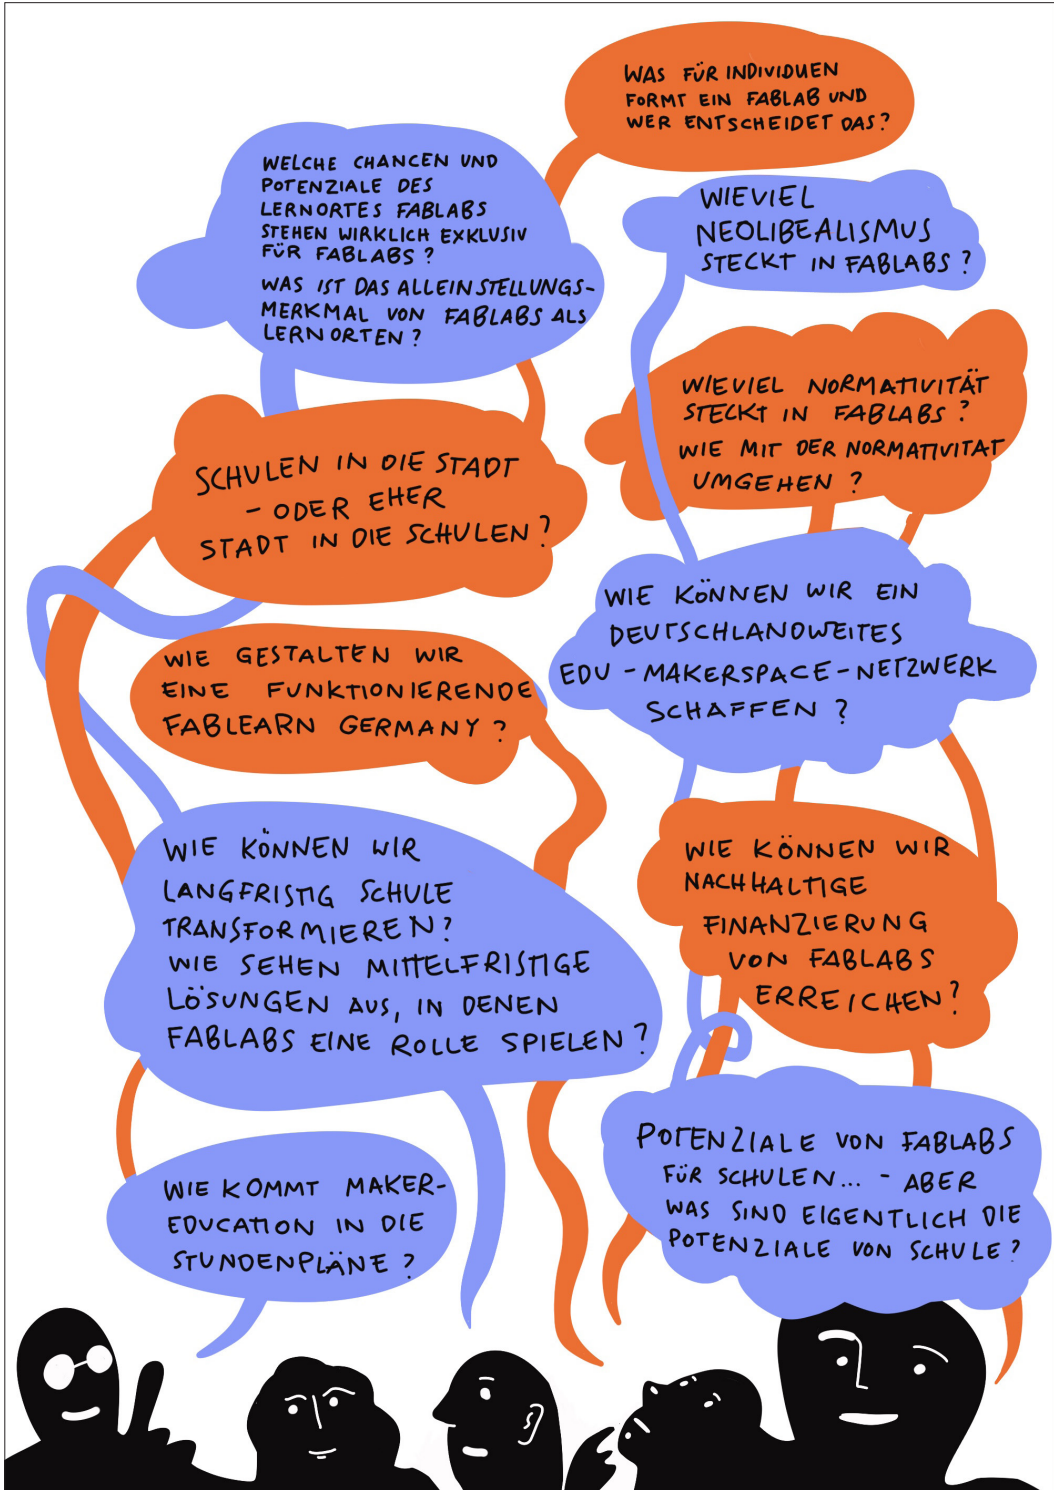 WAS FÜR INDIVIDUEN
FORMT EIN FABLAB UND
WER ENTSCHEIDET DAS?
WELCHE CHANCEN UND
POTENZIALE DES
LERNORTES FABLABS
STEHEN WIRKLICH EXKLUSIV
FÜR FABLABS?
WAS IST DAS ALLEINSTELLUNGS-
MERKMAL VON FABLABS ALS
LERNORTEN?
WIEVIEL
NEOLIBEALISMUS
STECKT IN FABLABS?
WIEVIEL NORMATIVITÄT
STECKT IN FABLABS?
WIE MIT DER NORMATIVITAT
UMGEHEN?
SCHULEN IN DIE STADT
- ODER EHER
STADT IN DIE SCHULEN?
WIE KÖNNEN WIR EIN
DEUTSCHLANDWEITES
EDU-MAKERSPACE-NETZWERK
SCHAFFEN?
WIE GESTALTEN WIR
EINE FUNKTIONIERENDE
FABLEARN GERMANY?
WIE KÖNNEN WIR
LANGFRISTIG SCHULE
TRANSFORMIEREN?
WIE SEHEN MITTELFRISTIGE
LÖSUNGEN AUS, IN DENEN
FABLABS EINE ROLLE SPIELEN?
WIE KÖNNEN WIR
NACHHALTIGE
FINANZIERUNG
VON FABLABS
ERREICHEN?
WIE KOMMT MAKER-
EDUCATION IN DIE
STUNDENPLÄNE?
POTENZIALE VON FABLABS
FÜR SCHULEN... - ABER
WAS SIND EIGENTLICH DIE
POTENZIALE VON SCHULE?